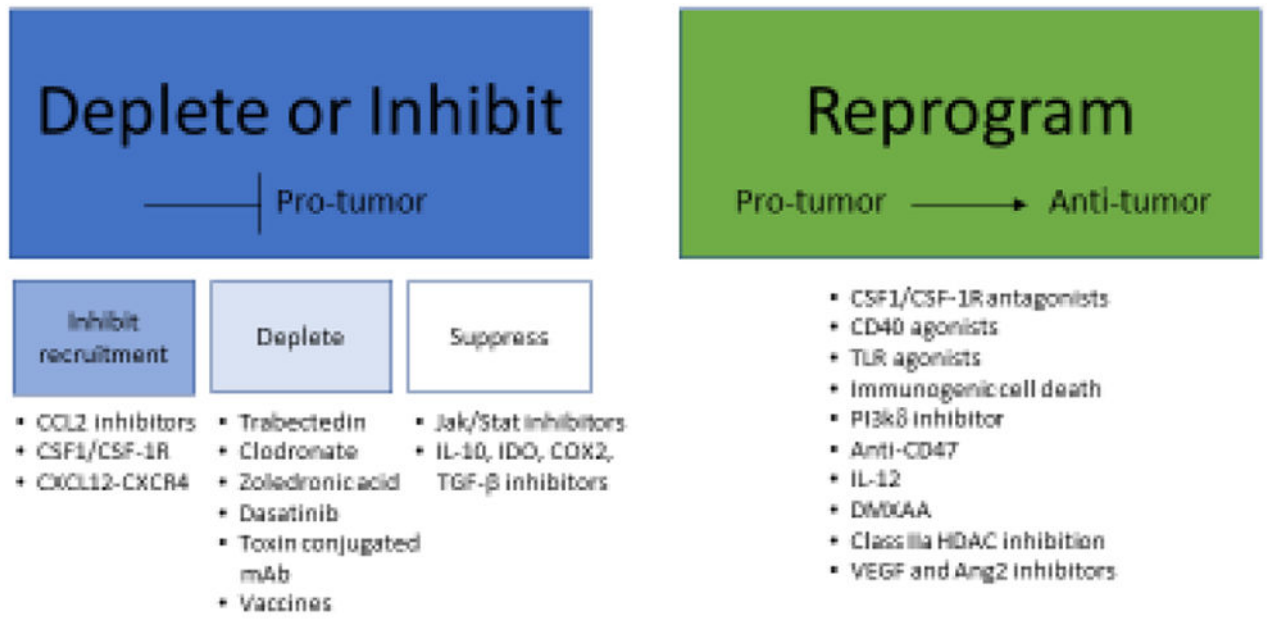 Deplete or Inhibit
Pro-tumor
Inhibit
recruitment
• CCL2 inhibitors
• CSF1/CSF-1R
• CXCL12-CXCR4
Deplete
• Trabectedin
• Clodronate
• Zoledronic acid
• Dasatinib
• Toxin conjugated
mAb
• Vaccines
Suppress
• Jak/Stat inhibitors
• IL-10, IDO, COX2,
TGF-β inhibitors
Reprogram
Pro-tumor Anti-tumor
• CSF1/CSF-1R antagonists
• CD40 agonists
• TLR agonists
• Immunogenic cell death
• PI3kδ inhibitor
• Anti-CD47
• IL-12
• DMXAA
• Class IIa HDAC inhibition
• VEGF and Ang2 inhibitors